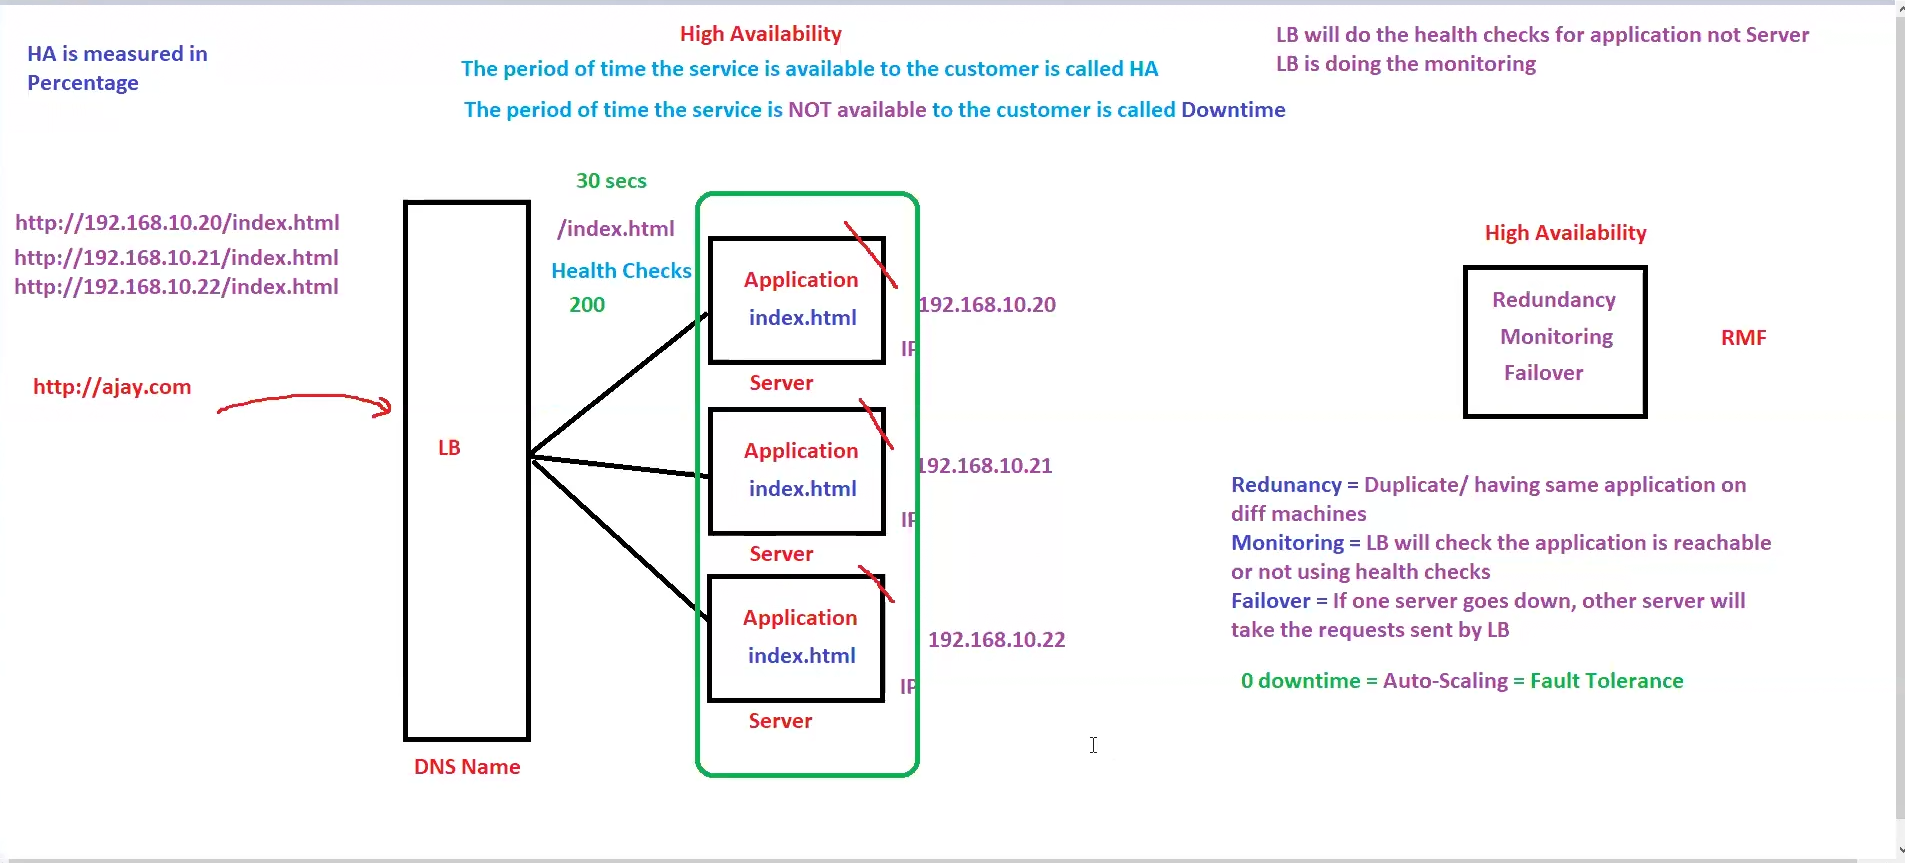 High Availability
HA is measured in
Percentage
The period of time the service is available to the customer is called HA
The period of time the service is NOT available to the customer is called Downtime
LB will do the health checks for application not Server
LB is doing the monitoring
http://192.168.10.20/index.html
http://192.168.10.21/index.html
http://192.168.10.22/index.html
http://ajay.com
LB
DNS Name
30 secs
/index.html
Health Checks
200
Application
index.html
192.168.10.20
IP
Server
Application
index.html
192.168.10.21
IP
Server
Application
index.html
192.168.10.22
IP
Server
High Availability
Redundancy
Monitoring
Failover
RMF
Redunancy = Duplicate/ having same application on
diff machines
Monitoring = LB will check the application is reachable
or not using health checks
Failover = If one server goes down, other server will
take the requests sent by LB
0 downtime = Auto-Scaling = Fault Tolerance